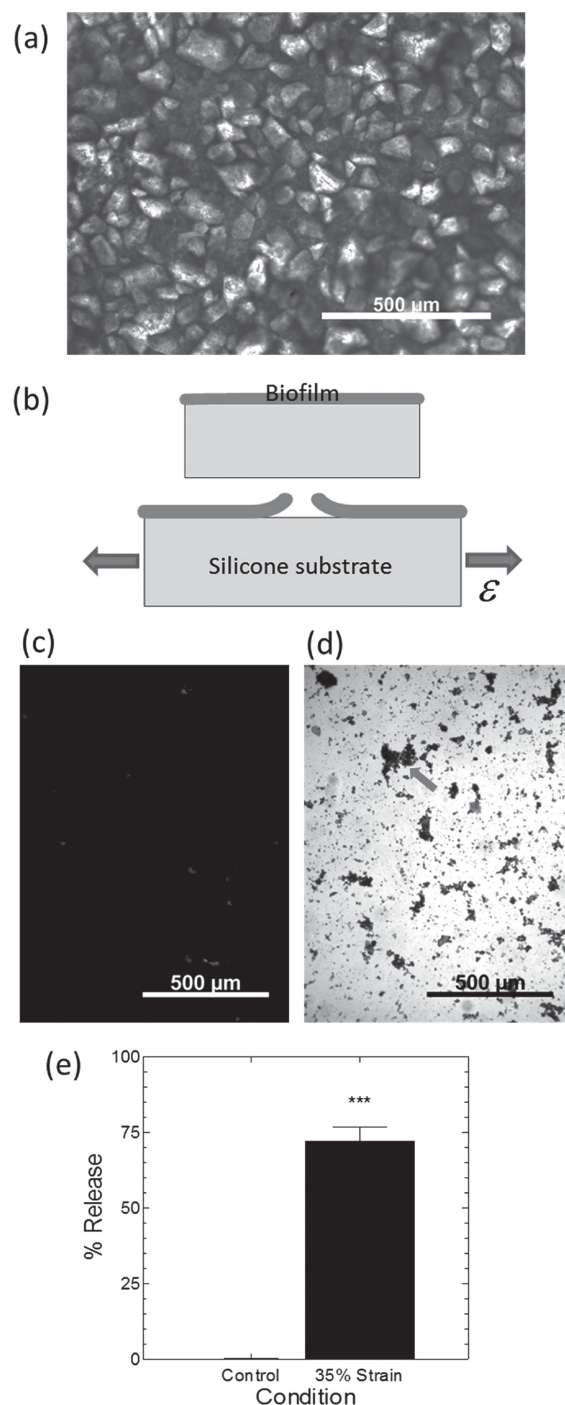 (a)
500 µm
(b)
Biofilm
Silicone substrate
ε
(c)
(d)
500 µm
500 µm
(e)
100
75
50
25
0
% Release
***
Control
35% Strain
Condition